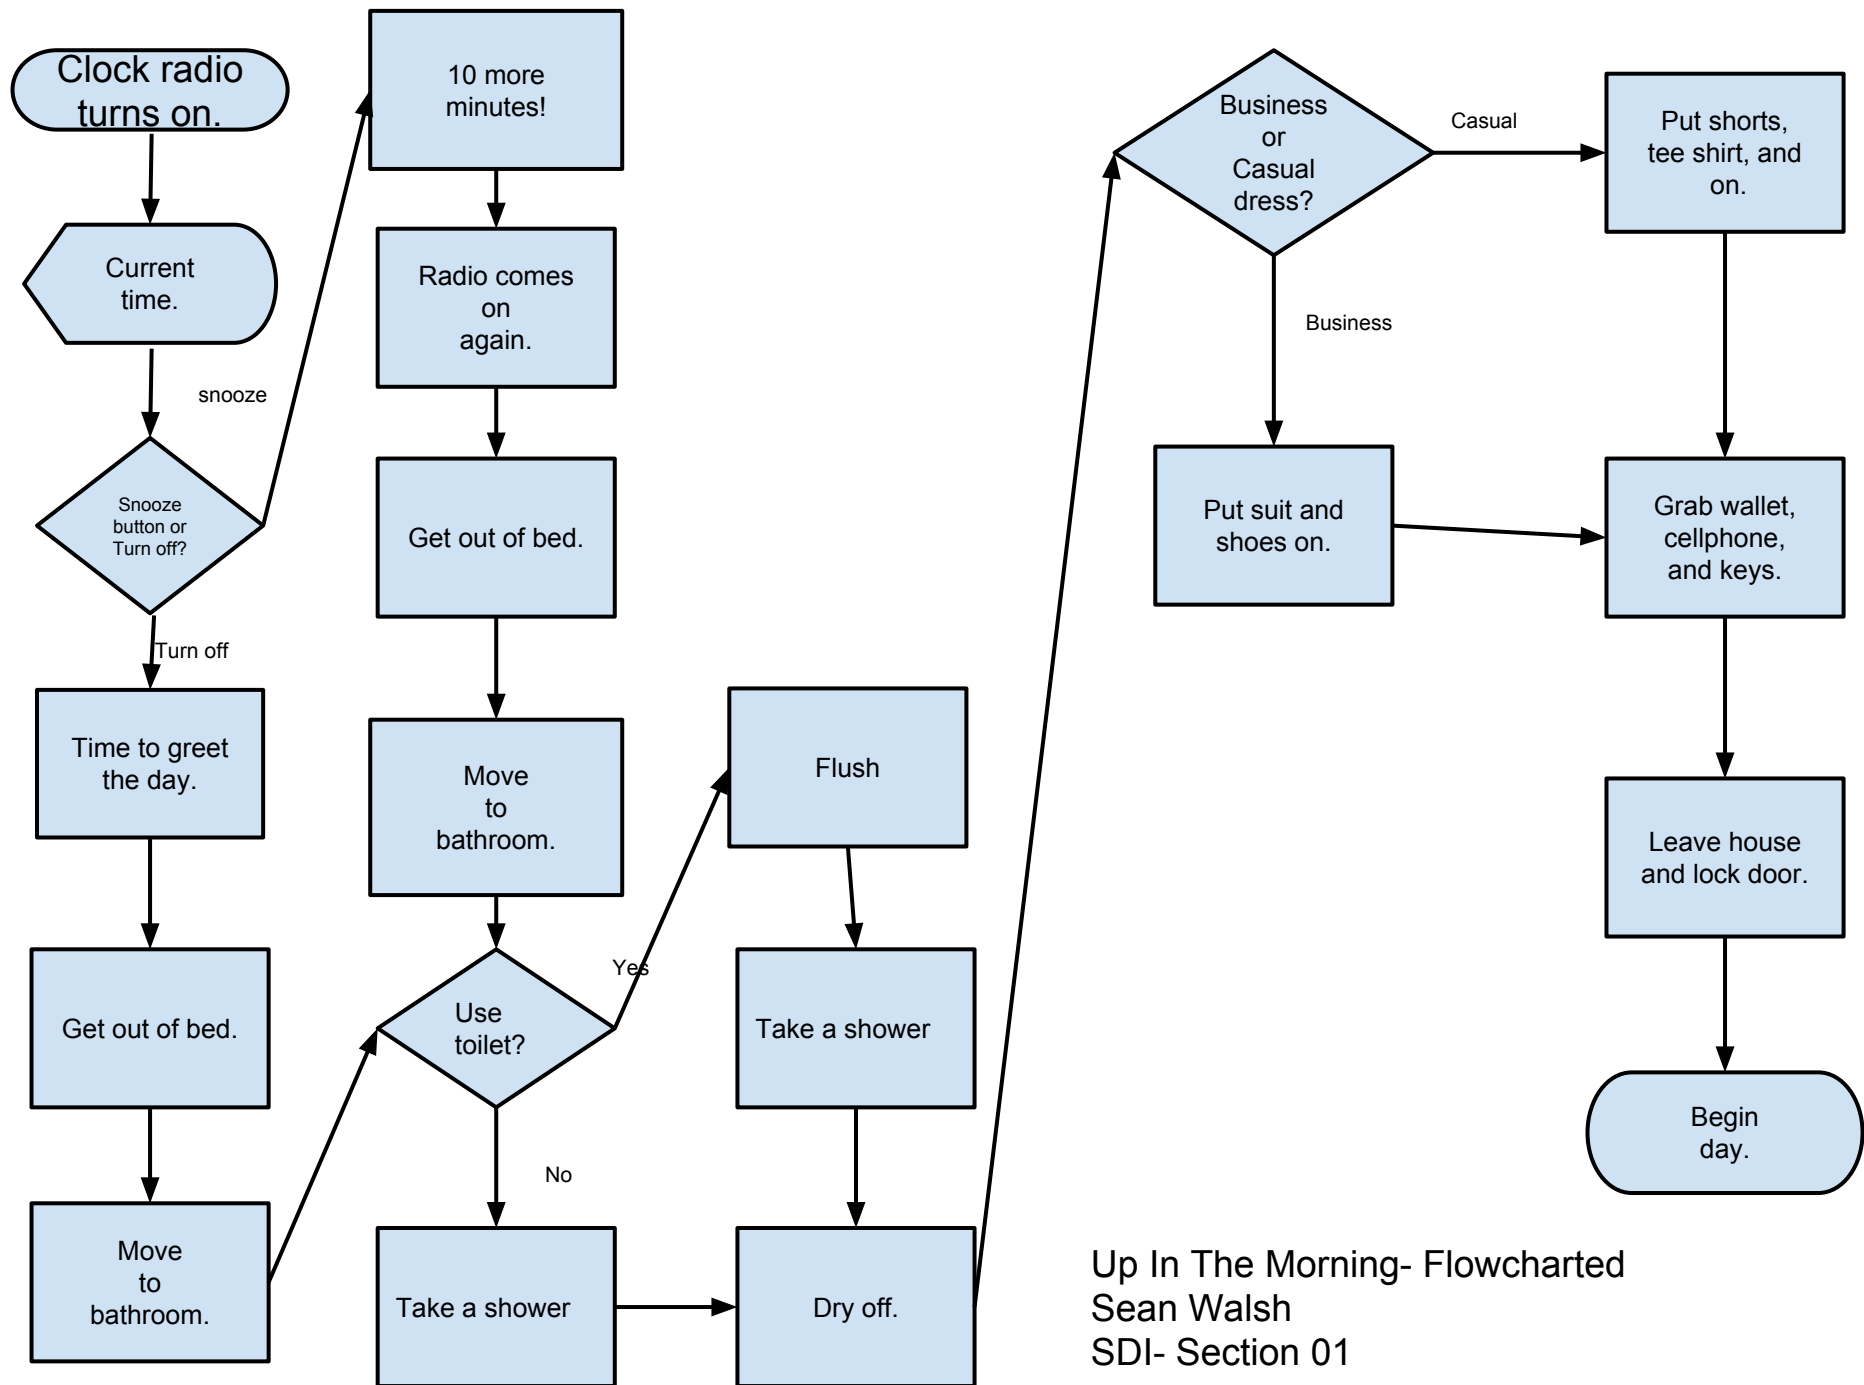 Clock radio
turns on.
Current
time.
snooze
Snooze
button or
Turn off?
Turn off
Time to greet
the day.
Get out of bed.
Move
to
bathroom.
10 more
minutes!
Radio comes
on
again.
Get out of bed.
Move
to
bathroom.
Use
toilet?
Yes
No
Take a shower
Flush
Take a shower
Dry off.
Business
or
Casual
dress?
Casual
Business
Put suit and
shoes on.
Put shorts,
tee shirt, and
on.
Grab wallet,
cellphone,
and keys.
Leave house
and lock door.
Begin
day.
Up In The Morning- Flowcharted
Sean Walsh
SDI- Section 01